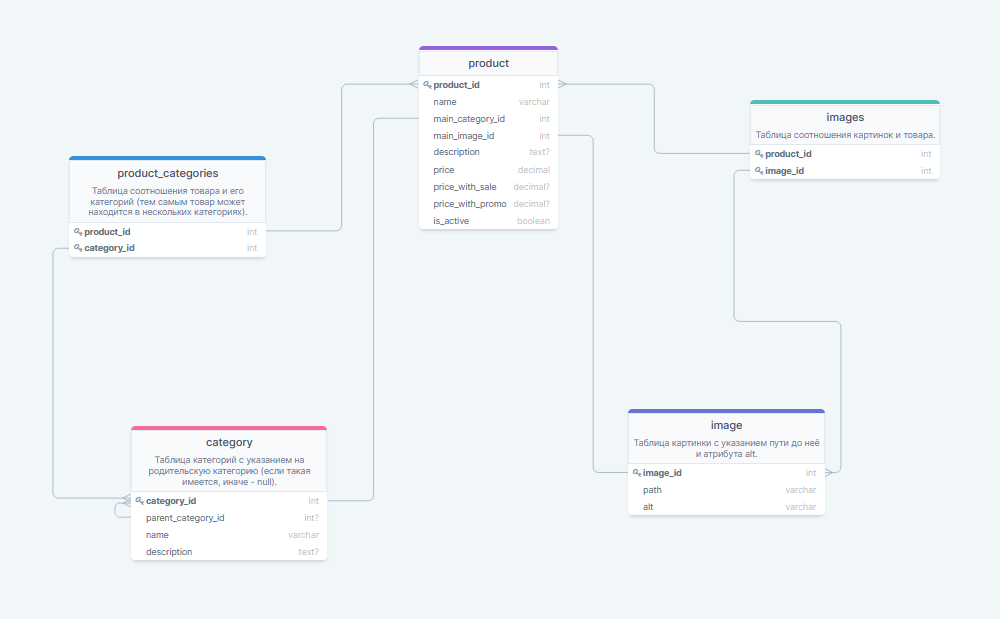 product
product_id int
name varchar
main_category_id int
main_image_id int
description text?
price decimal
price_with_sale decimal?
price_with_promo decimal?
is_active boolean
images
Таблица соотношения картинок и товара.
product_id int
image_id int
product_categories
Таблица соотношения товара и его
категорий (тем самым товар может
находится в нескольких категориях).
product_id int
category_id int
category
Таблица категорий с указанием на
родительскую категорию (если такая
имеется, иначе - null).
category_id int
parent_category_id int?
name varchar
description text?
image
Таблица картинки с указанием пути до неё
и атрибута alt.
image_id int
path varchar
alt varchar